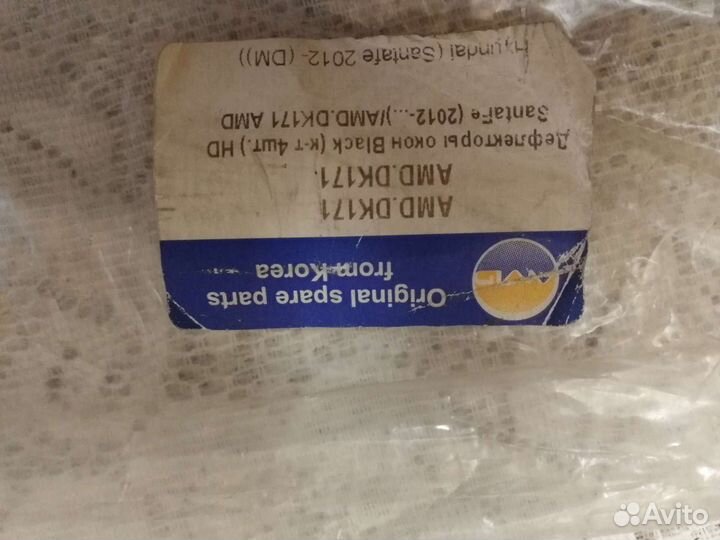 AMD
Original spare parts
from Korea
AMD.DK171
AMD.DK171
Дефлекторы окон Black (к-т 4шт.) HD
SantaFe (2012-...)/AMD.DK171 AMD
Hyundai (Santafe 2012- (DM))
Avito